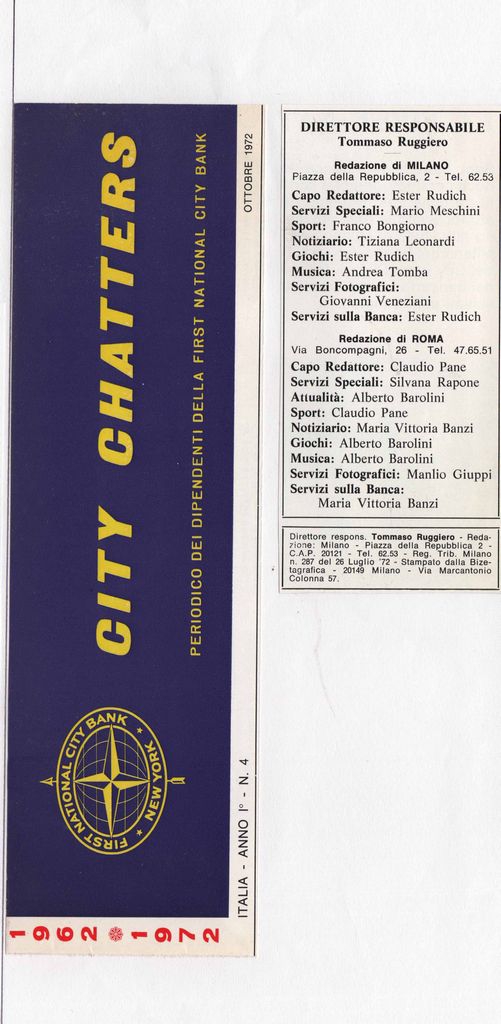 CITY CHATTERS
PERIODICO DEI DIPENDENTI DELLA FIRST NATIONAL CITY BANK
FIRST NATIONAL CITY BANK
NEW YORK
ITALIA - ANNO I° - N. 4
OTTOBRE 1972
1962 1972
DIRETTORE RESPONSABILE
Tommaso Ruggiero
Redazione di MILANO
Piazza della Repubblica, 2 - Tel. 62.53
Capo Redattore: Ester Rudich
Servizi Speciali: Mario Meschini
Sport: Franco Bongiorno
Notiziario: Tiziana Leonardi
Giochi: Ester Rudich
Musica: Andrea Tomba
Servizi Fotografici:
Giovanni Veneziani
Servizi sulla Banca: Ester Rudich
Redazione di ROMA
Via Boncompagni, 26 - Tel. 47.65.51
Capo Redattore: Claudio Pane
Servizi Speciali: Silvana Rapone
Attualità: Alberto Barolini
Sport: Claudio Pane
Notiziario: Maria Vittoria Banzi
Giochi: Alberto Barolini
Musica: Alberto Barolini
Servizi Fotografici: Manlio Giuppi
Servizi sulla Banca:
Maria Vittoria Banzi
Direttore respons. Tommaso Ruggiero - Reda-
zione: Milano - Piazza della Repubblica 2 -
C.A.P. 20121 - Tel. 62.53 - Reg. Trib. Milano
n. 287 del 26 Luglio '72 - Stampato dalla Bize-
tagrafica - 20149 Milano - Via Marcantonio
Colonna 57.